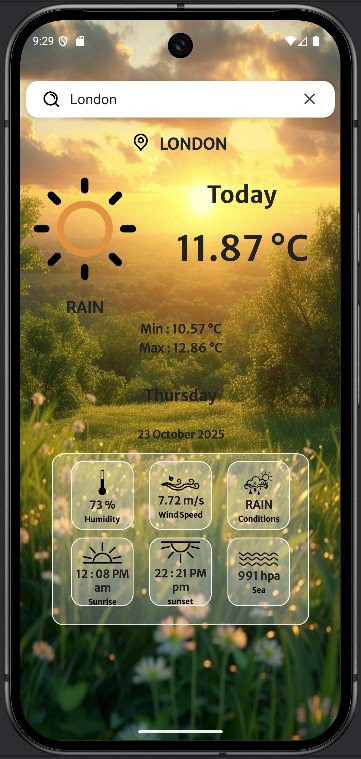 9:29
London
LONDON
Today
11.87 °C
RAIN
Min : 10.57 °C
Max : 12.86 °C
Thursday
23 October 2025
73 %
Humidity
7.72 m/s
Wind Speed
RAIN
Conditions
12 : 08 PM
am
Sunrise
22 : 21 PM
pm
sunset
991 hpa
Sea